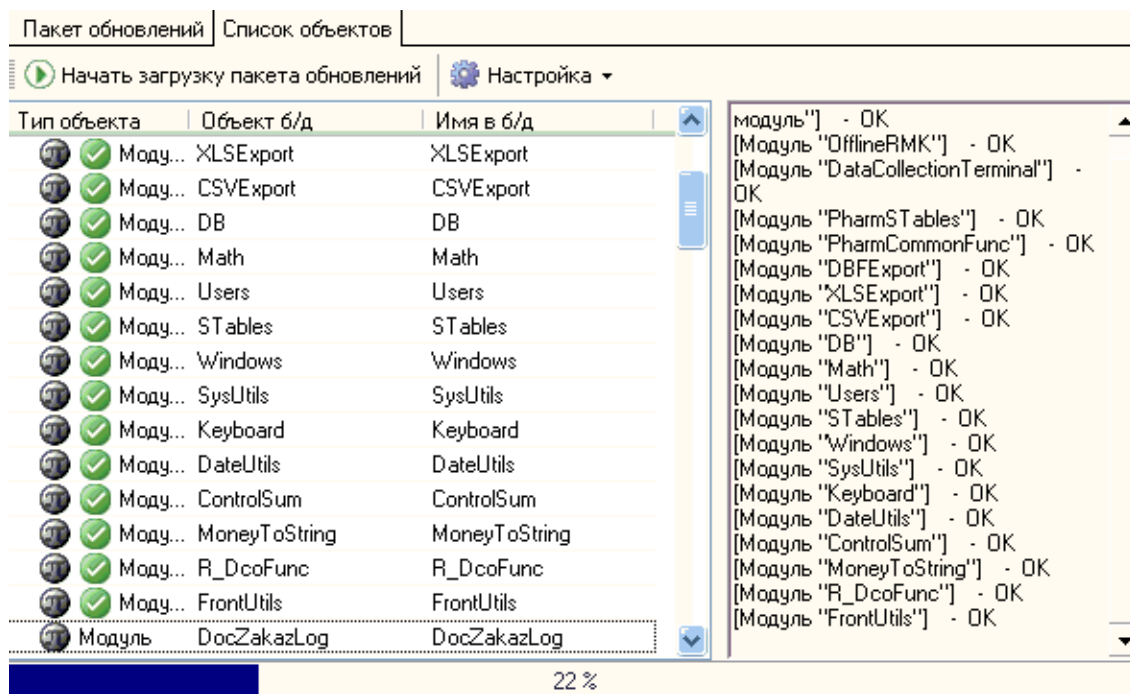 Пакет обновлений Список объектов
Начать загрузку пакета обновлений Настройка
Тип объекта Объект б/д Имя в б/д
Моду... XLSExport XLSExport
Моду... CSVExport CSVExport
Моду... DB DB
Моду... Math Math
Моду... Users Users
Моду... STables STables
Моду... Windows Windows
Моду... SysUtils SysUtils
Моду... Keyboard Keyboard
Моду... DateUtils DateUtils
Моду... ControlSum ControlSum
Моду... MoneyToString MoneyToString
Моду... R_DcoFunc R_DcoFunc
Моду... FrontUtils FrontUtils
Модуль DocZakazLog DocZakazLog
модуль"] - OK
[Модуль "OfflineRMK"] - OK
[Модуль "DataCollectionTerminal"] -
OK
[Модуль "PharmSTables"] - OK
[Модуль "PharmCommonFunc"] - OK
[Модуль "DBFExport"] - OK
[Модуль "XLSExport"] - OK
[Модуль "CSVExport"] - OK
[Модуль "DB"] - OK
[Модуль "Math"] - OK
[Модуль "Users"] - OK
[Модуль "STables"] - OK
[Модуль "Windows"] - OK
[Модуль "SysUtils"] - OK
[Модуль "Keyboard"] - OK
[Модуль "DateUtils"] - OK
[Модуль "ControlSum"] - OK
[Модуль "MoneyToString"] - OK
[Модуль "R_DcoFunc"] - OK
[Модуль "FrontUtils"] - OK
22 %